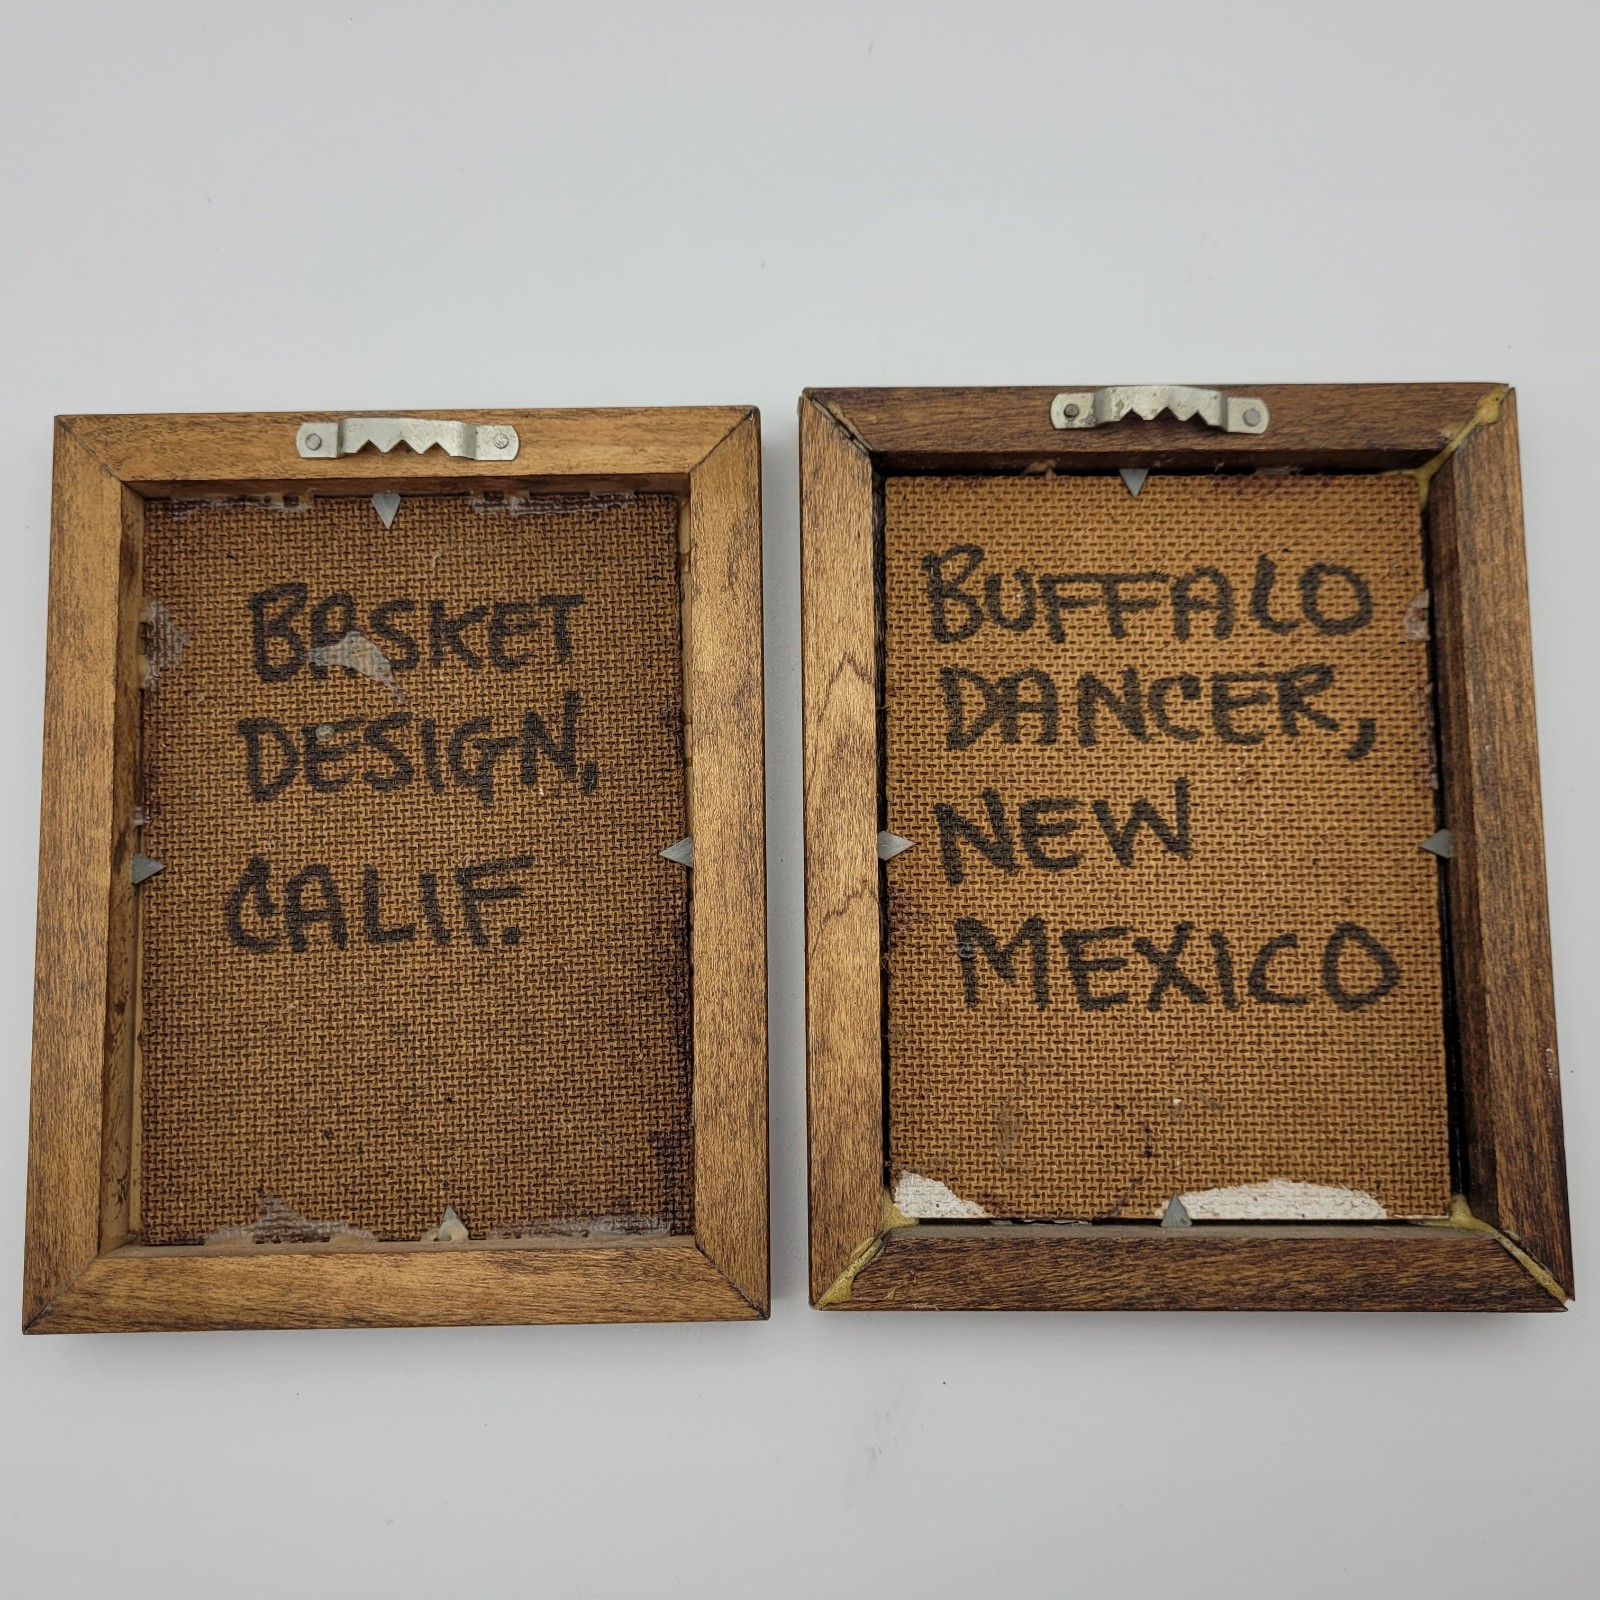 BASKET
DESIGN,
CALIF.
BUFFALO
DANCER,
NEW
MEXICO